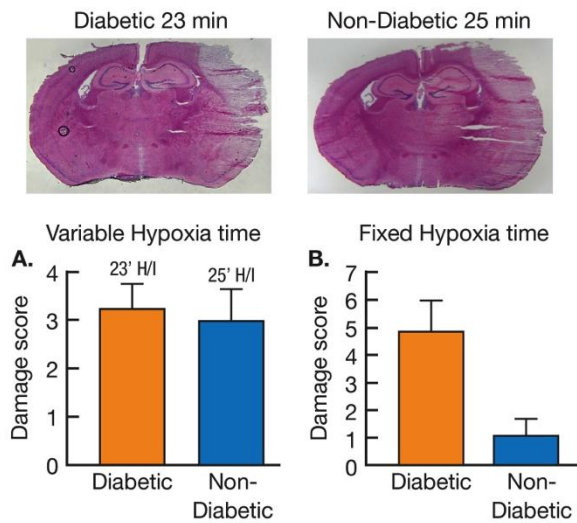 Diabetic 23 min
Non-Diabetic 25 min
Variable Hypoxia time
A.
23' H/I
25' H/I
Damage score
4
3
2
1
0
Diabetic
Non-
Diabetic
Fixed Hypoxia time
B.
Damage score
7
6
5
4
3
2
1
0
Diabetic
Non-
Diabetic